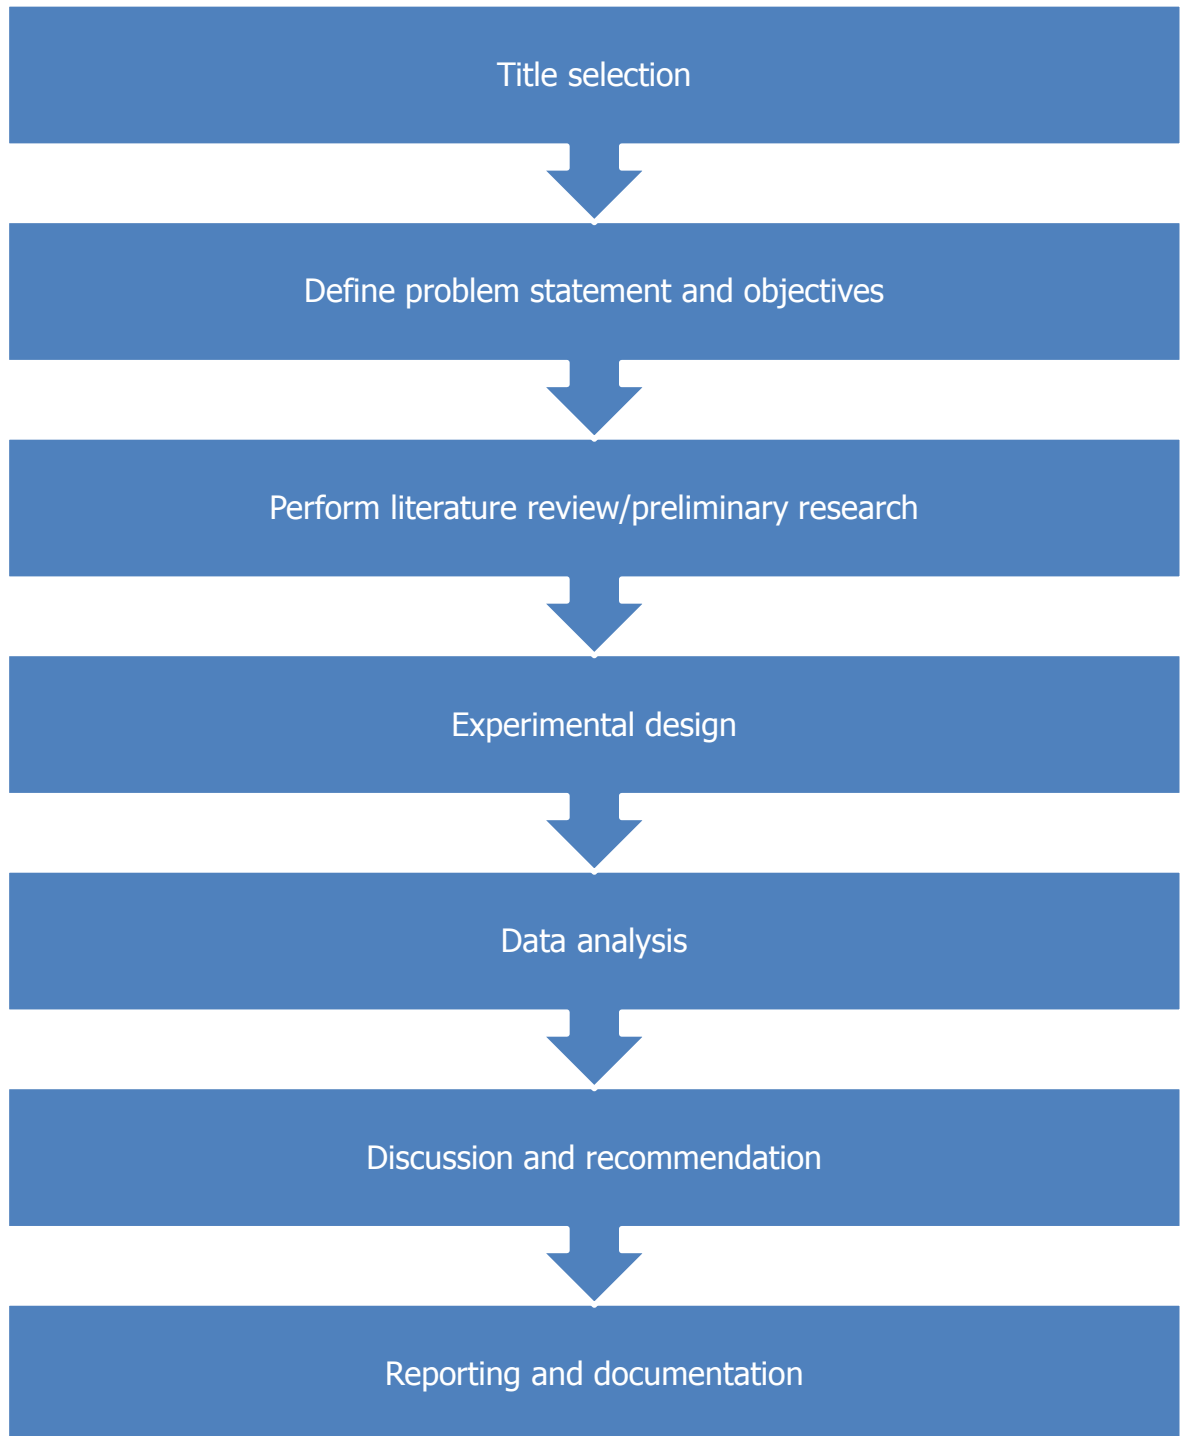 Title selection
Define problem statement and objectives
Perform literature review/preliminary research
Experimental design
Data analysis
Discussion and recommendation
Reporting and documentation